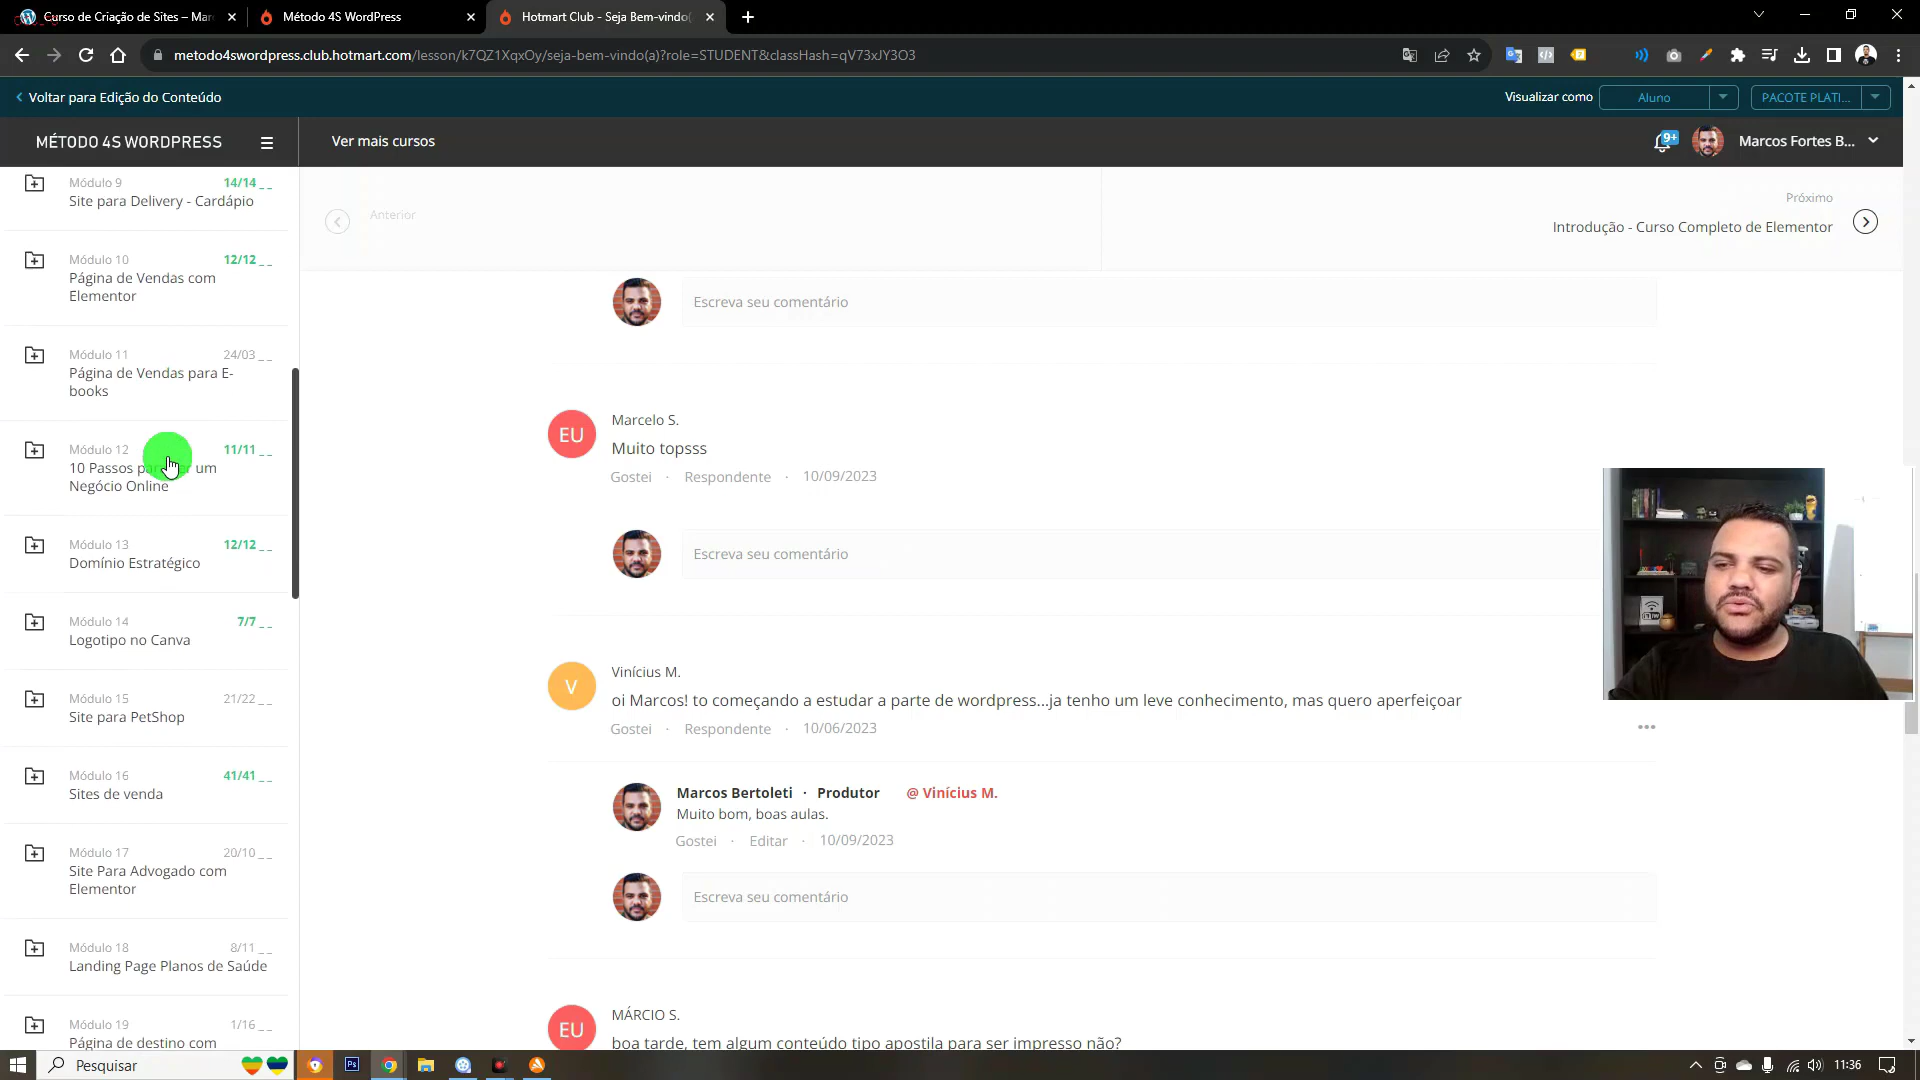 Curso de Criação de Sites – Mar
Método 4S WordPress
Hotmart Club - Seja Bem-vindo(
metodo4swordpress.club.hotmart.com/lesson/k7QZ1XqxOy/seja-bem-vindo(a)?role=STUDENT&classHash=qV73xJY3O3
Voltar para Edição do Conteúdo
Visualizar como
Aluno
PACOTE PLATI...
MÉTODO 4S WORDPRESS
Ver mais cursos
9+
Marcos Fortes B...
Módulo 9
14/14 _ _
Site para Delivery - Cardápio
Módulo 10
12/12 _ _
Página de Vendas com
Elementor
Módulo 11
24/03 _ _
Página de Vendas para E-
books
Módulo 12
11/11 _ _
10 Passos um
Negócio Online
Módulo 13
12/12 _ _
Domínio Estratégico
Módulo 14
7/7 _ _
Logotipo no Canva
Módulo 15
21/22 _ _
Site para PetShop
Módulo 16
41/41 _ _
Sites de venda
Módulo 17
20/10 _ _
Site Para Advogado com
Elementor
Módulo 18
8/11 _ _
Landing Page Planos de Saúde
Módulo 19
1/16 _ _
Página de destino com
Anterior
Próximo
Introdução - Curso Completo de Elementor
Escreva seu comentário
EU
Marcelo S.
Muito topsss
Gostei · Respondente · 10/09/2023
Escreva seu comentário
V
Vinícius M.
oi Marcos! to começando a estudar a parte de wordpress...ja tenho um leve conhecimento, mas quero aperfeiçoar
Gostei · Respondente · 10/06/2023
Marcos Bertoleti · Produtor @ Vinícius M.
Muito bom, boas aulas.
Gostei · Editar · 10/09/2023
Escreva seu comentário
EU
MÁRCIO S.
boa tarde, tem algum conteúdo tipo apostila para ser impresso não?
Pesquisar
Ps
11:36